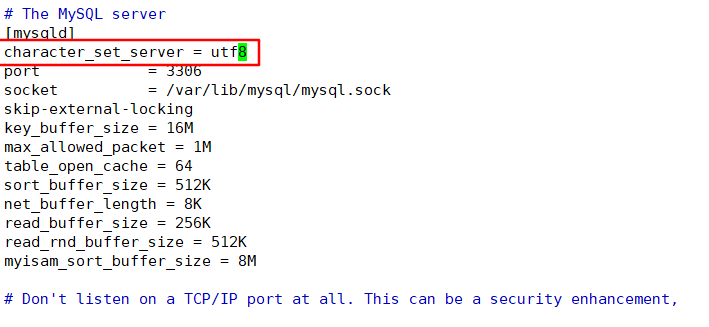 # The MySQL server
[mysqld]
character_set_server = utf8
port            = 3306
socket          = /var/lib/mysql/mysql.sock
skip-external-locking
key_buffer_size = 16M
max_allowed_packet = 1M
table_open_cache = 64
sort_buffer_size = 512K
net_buffer_length = 8K
read_buffer_size = 256K
read_rnd_buffer_size = 512K
myisam_sort_buffer_size = 8M

# Don't listen on a TCP/IP port at all. This can be a security enhancement,